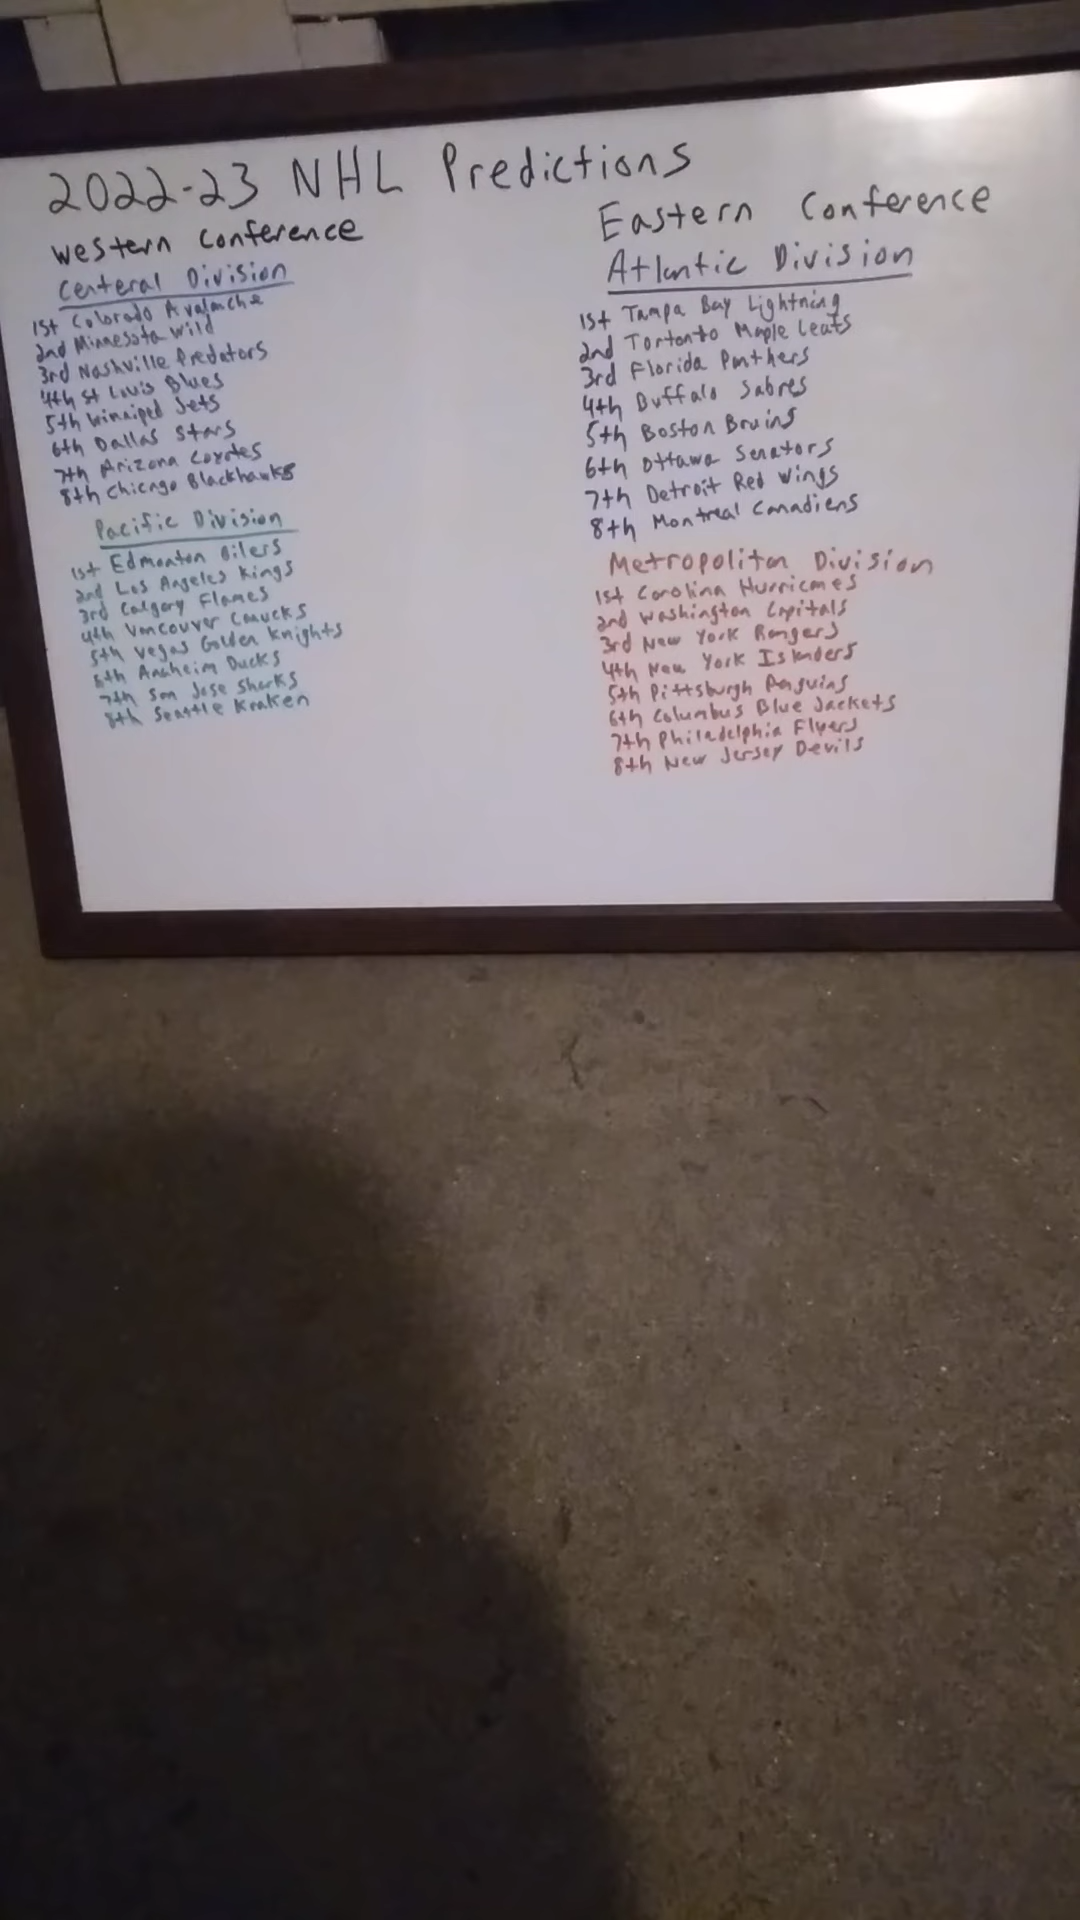 2022-23 NHL Predictions
Western Conference
Centeral Division
1st Colorado Avalanche
2nd Minnesota Wild
3rd Nashville Predators
4th St Louis Blues
5th Winniped Jets
6th Dallas Stars
7th Arizona Coyotes
8th Chicago Blackhawks
Pacific Division
1st Edmonton Oilers
2nd Los Angeles Kings
3rd Calgary Flames
4th Vancouver Canucks
5th Vegas Golden Knights
6th Anaheim Ducks
7th San Jose Sharks
8th Seattle Kraken
Eastern Conference
Atlantic Division
1st Tampa Bay Lightning
2nd Tortonto Maple Leafs
3rd Florida Panthers
4th Buffalo Sabres
5th Boston Bruins
6th Ottawa Senators
7th Detroit Red Wings
8th Montreal Canadiens
Metropolitan Division
1st Carolina Hurricanes
2nd Washington Capitals
3rd New York Rangers
4th New York Islanders
5th Pittsburgh Penguins
6th Columbus Blue Jackets
7th Philadelphia Flyers
8th New Jersey Devils